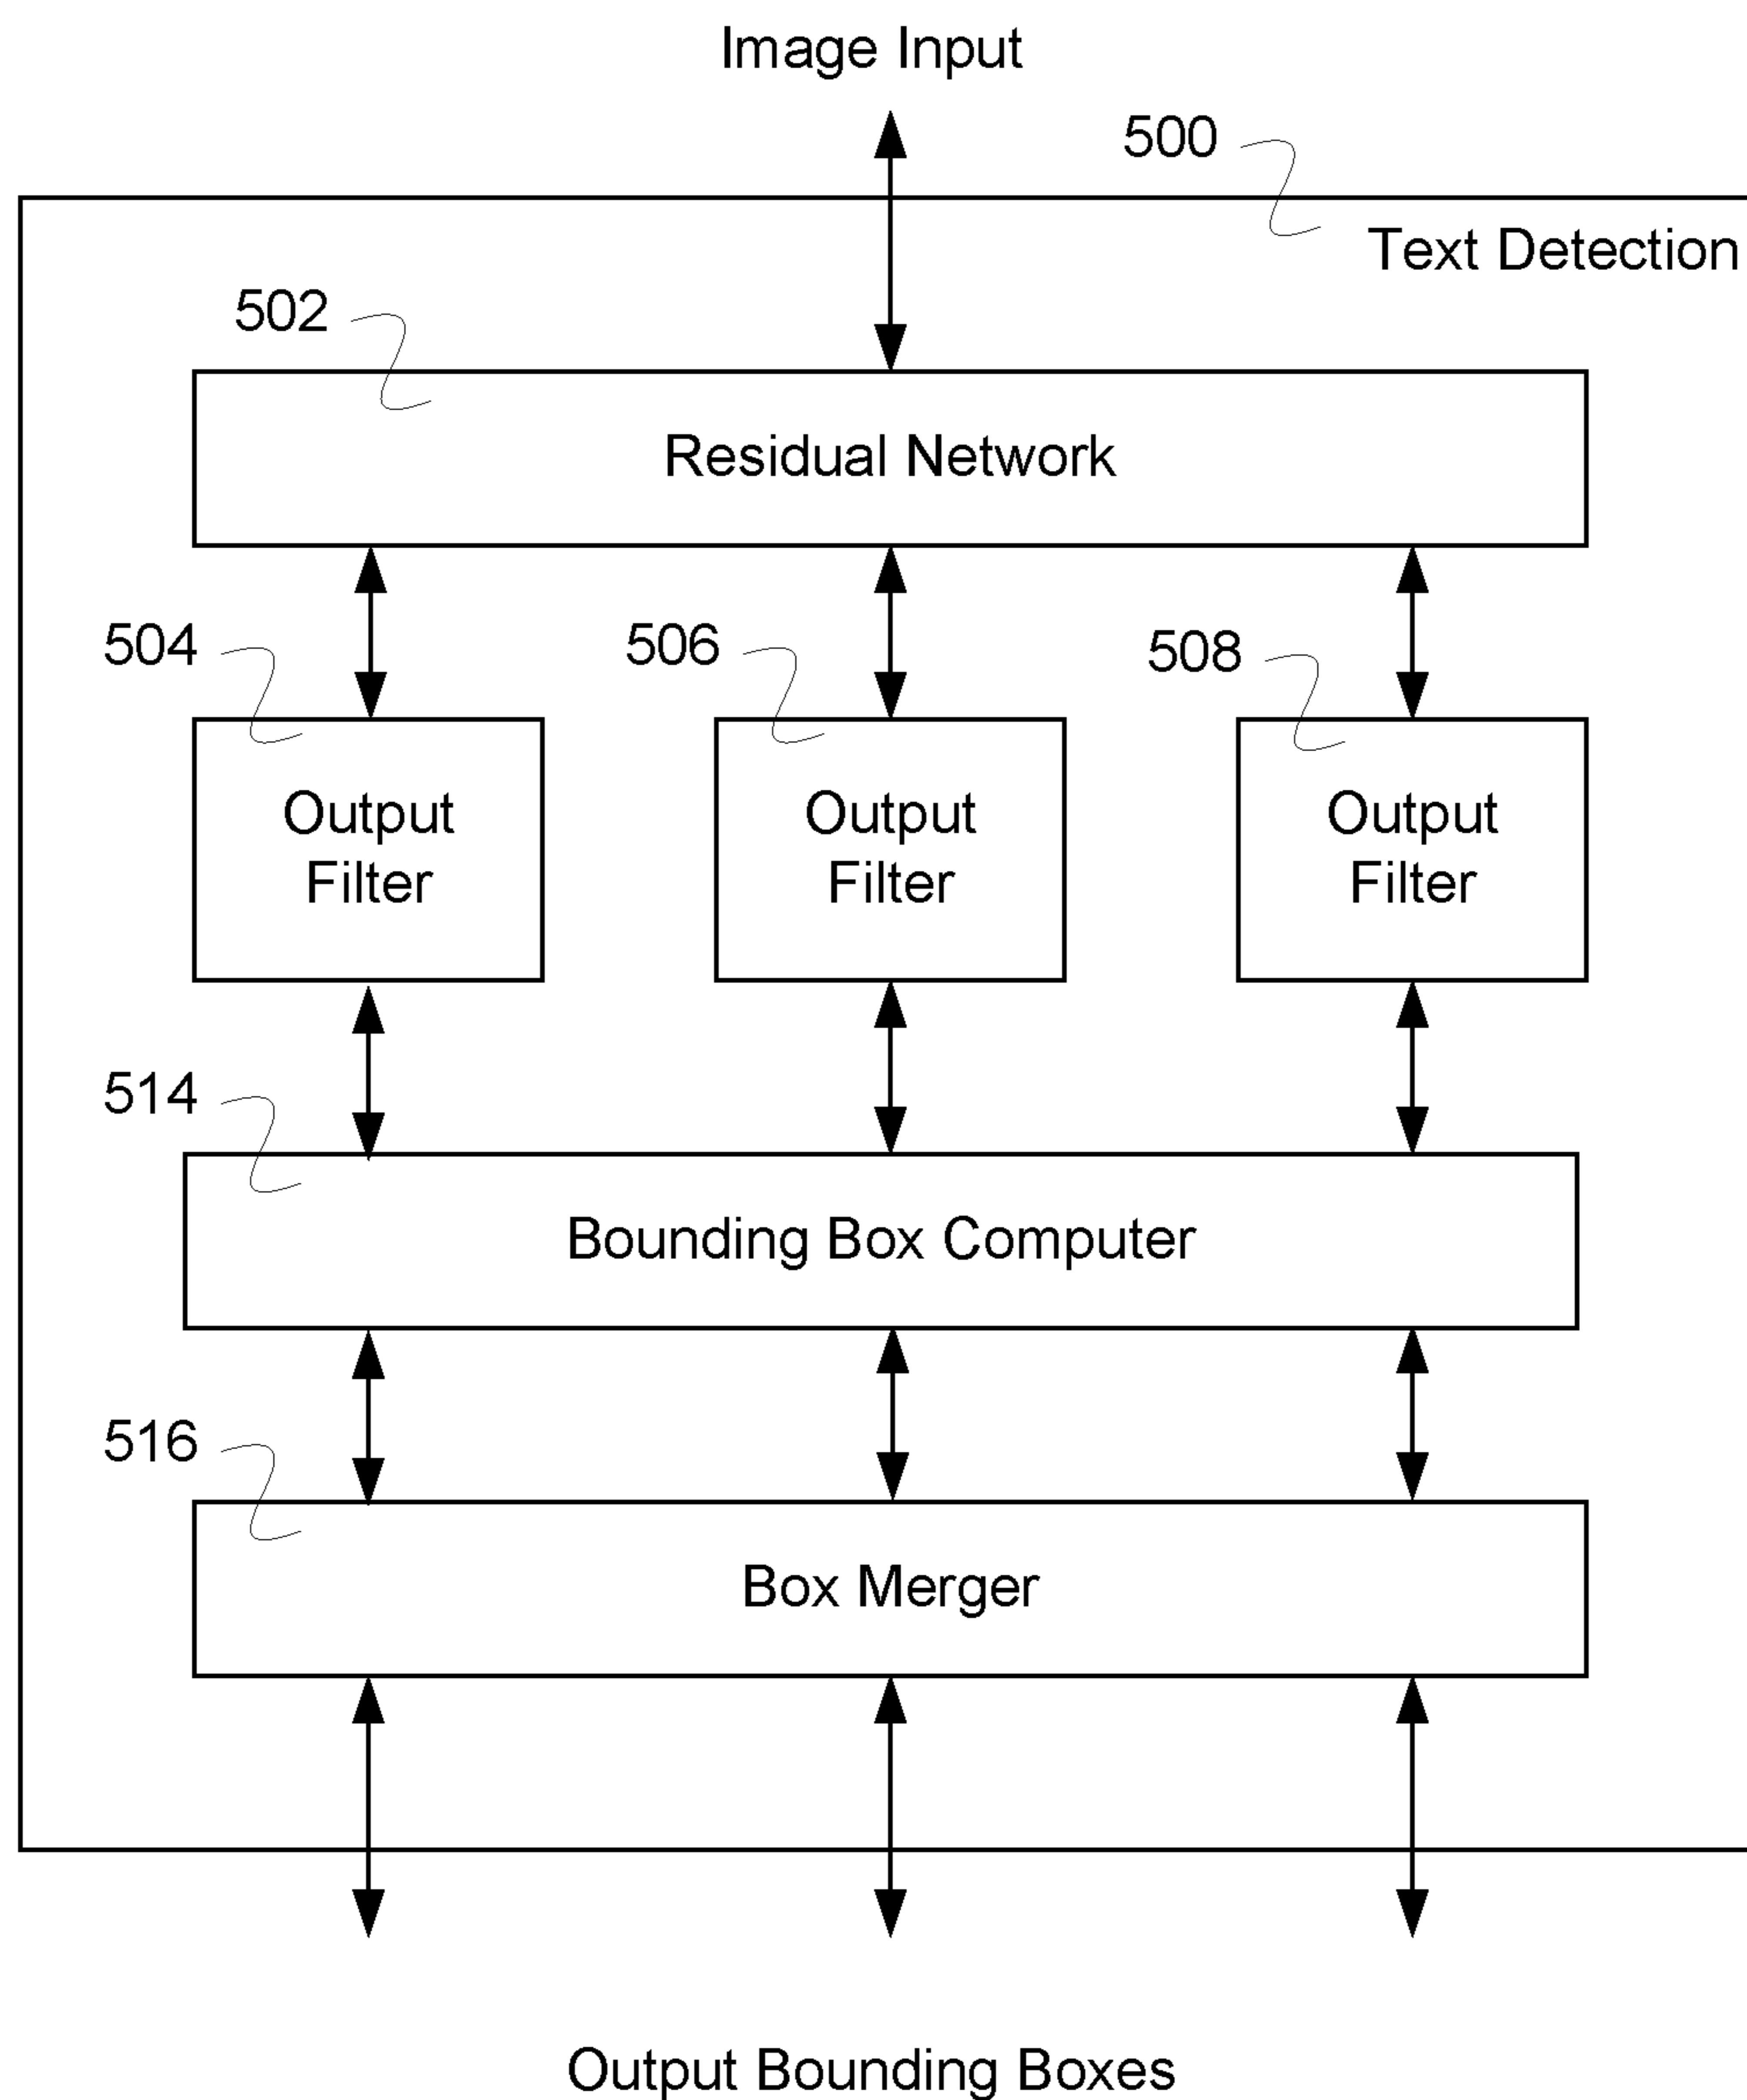 Image Input
500
Text Detection
502
Residual Network
504
506
508
Output
Filter
Output
Filter
Output
Filter
514
Bounding Box Computer
516
Box Merger
Output Bounding Boxes